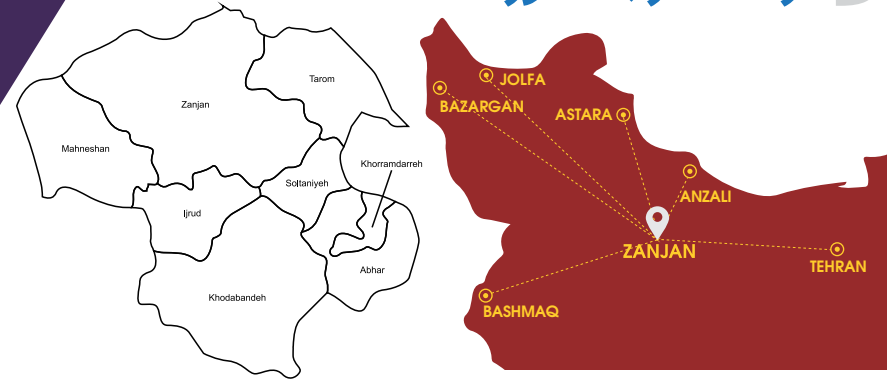 Tarom
Zanjan
Mahneshan
Khorramdarreh
Soltaniyeh
Ijrud
Abhar
Khodabandeh
JOLFA
BAZARGAN
ASTARA
ANZALI
ZANJAN
TEHRAN
BASHMAQ